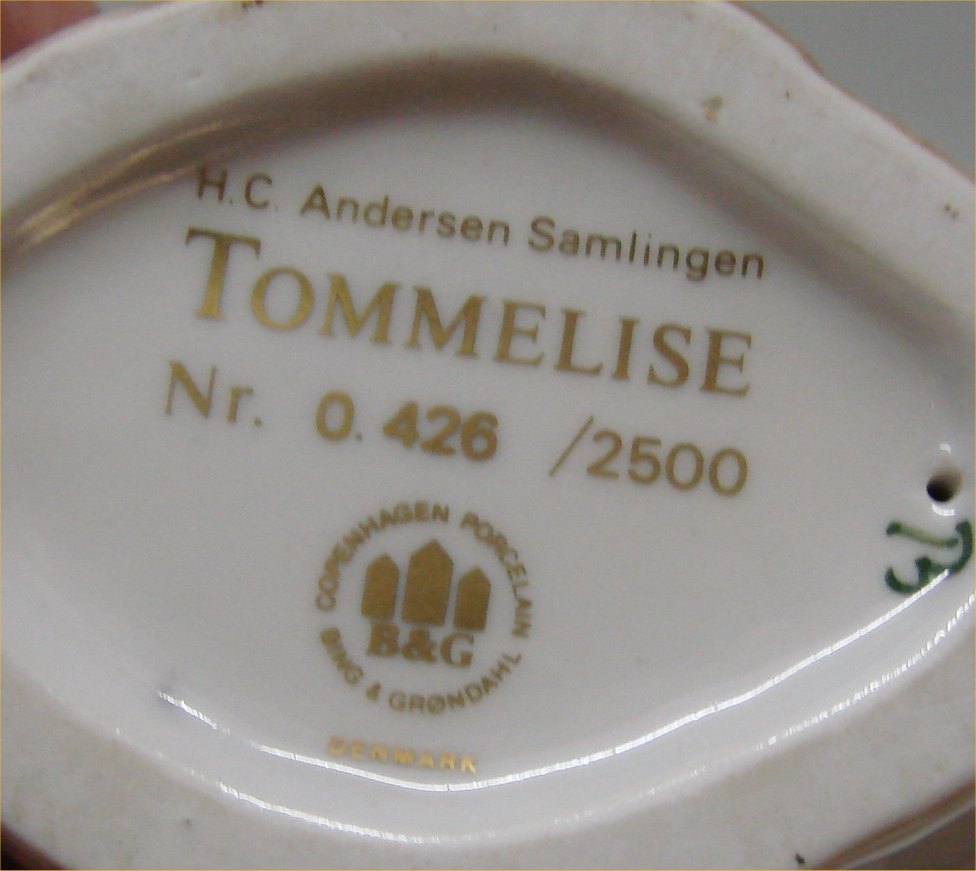 H.C. Andersen Samlingen
TOMMELISE
Nr. 0.426 /2500
COPENHAGEN PORCELAIN
B&G
BING & GRØNDAHL
DENMARK